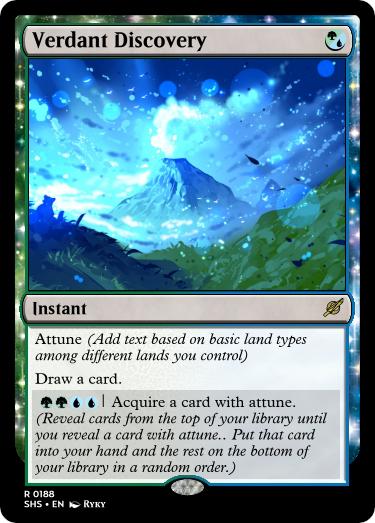 Verdant Discovery
Instant
Attune (Add text based on basic land types
among different lands you control)
Draw a card.
| Acquire a card with attune.
(Reveal cards from the top of your library until
you reveal a card with attune.. Put that card
into your hand and the rest on the bottom of
your library in a random order.)
R 0188
SHS • EN RYKY